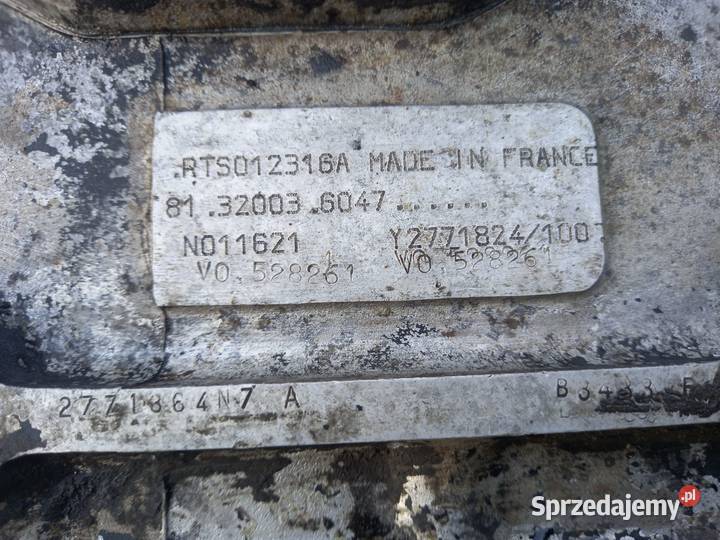 .RTS012316A MADE IN FRANCE
81.32003.6047......
N011621 Y2771824/100
V0.528261 V0.528261
2771864N7 A
Sprzedajemy.pl